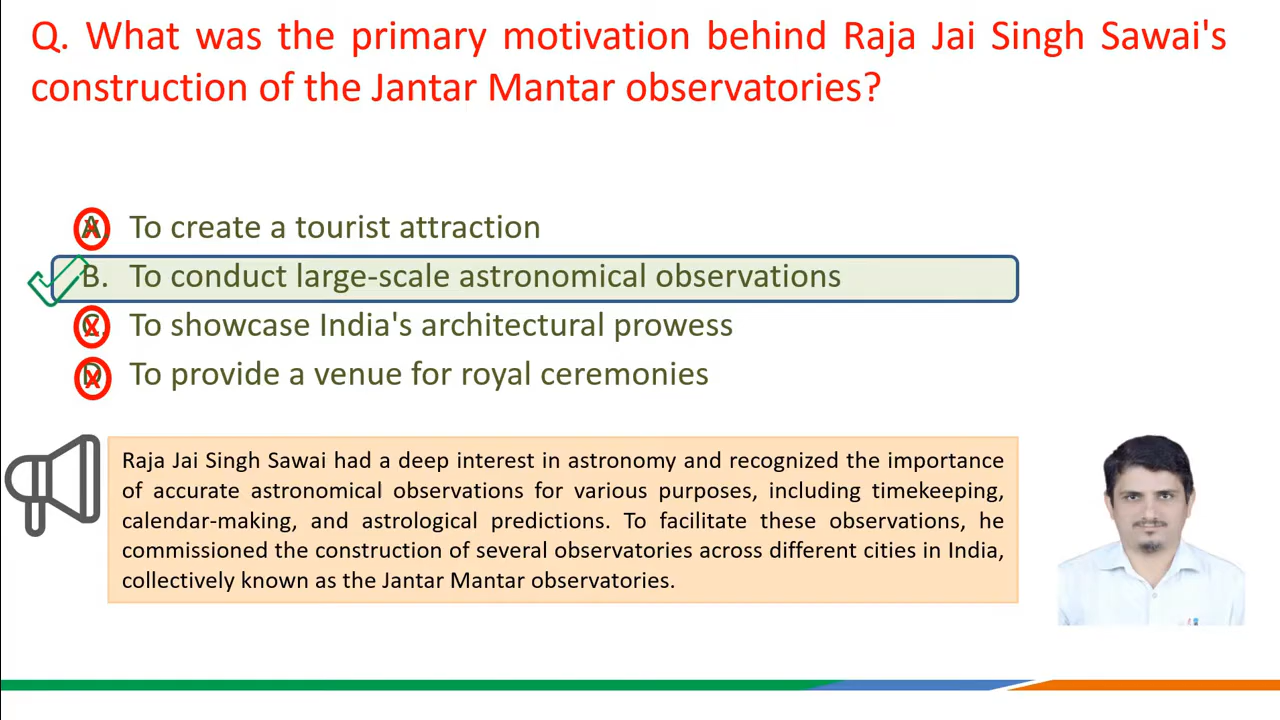 Q. What was the primary motivation behind Raja Jai Singh Sawai's
construction of the Jantar Mantar observatories?
A. To create a tourist attraction
B. To conduct large-scale astronomical observations
C. To showcase India's architectural prowess
D. To provide a venue for royal ceremonies
Raja Jai Singh Sawai had a deep interest in astronomy and recognized the importance
of accurate astronomical observations for various purposes, including timekeeping,
calendar-making, and astrological predictions. To facilitate these observations, he
commissioned the construction of several observatories across different cities in India,
collectively known as the Jantar Mantar observatories.